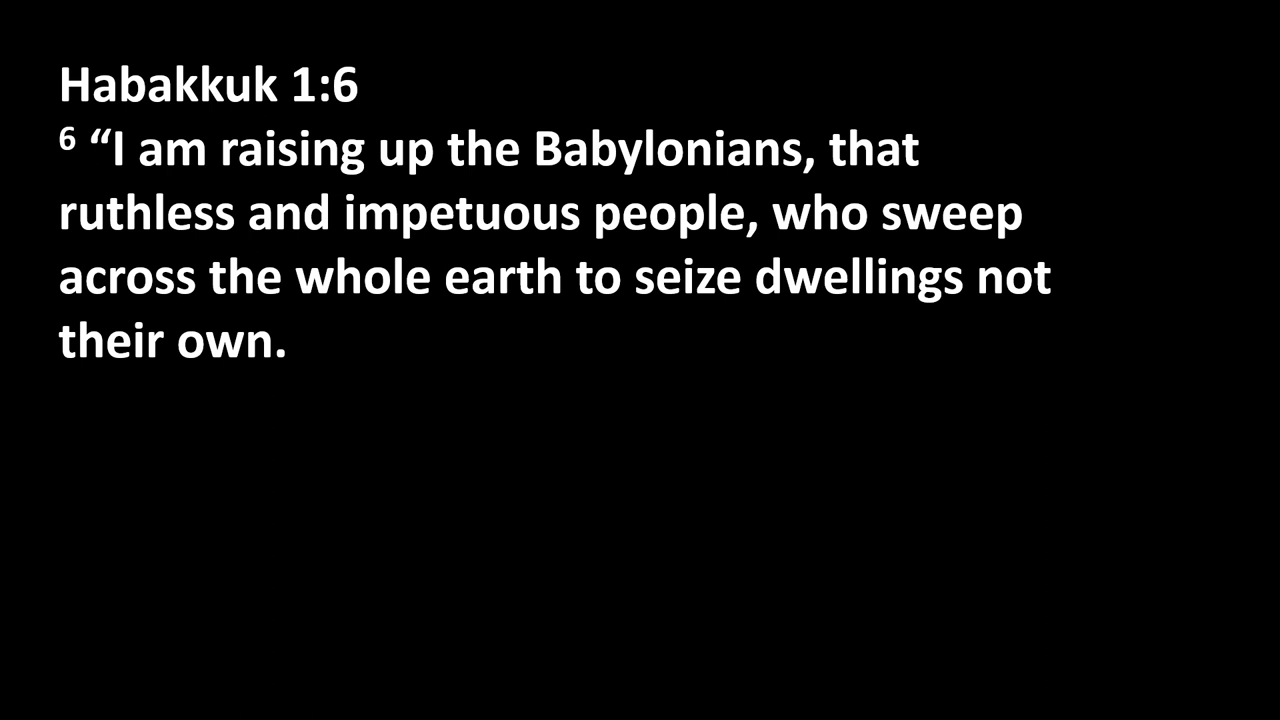 Habakkuk 1:6
6 “I am raising up the Babylonians, that
ruthless and impetuous people, who sweep
across the whole earth to seize dwellings not
their own.